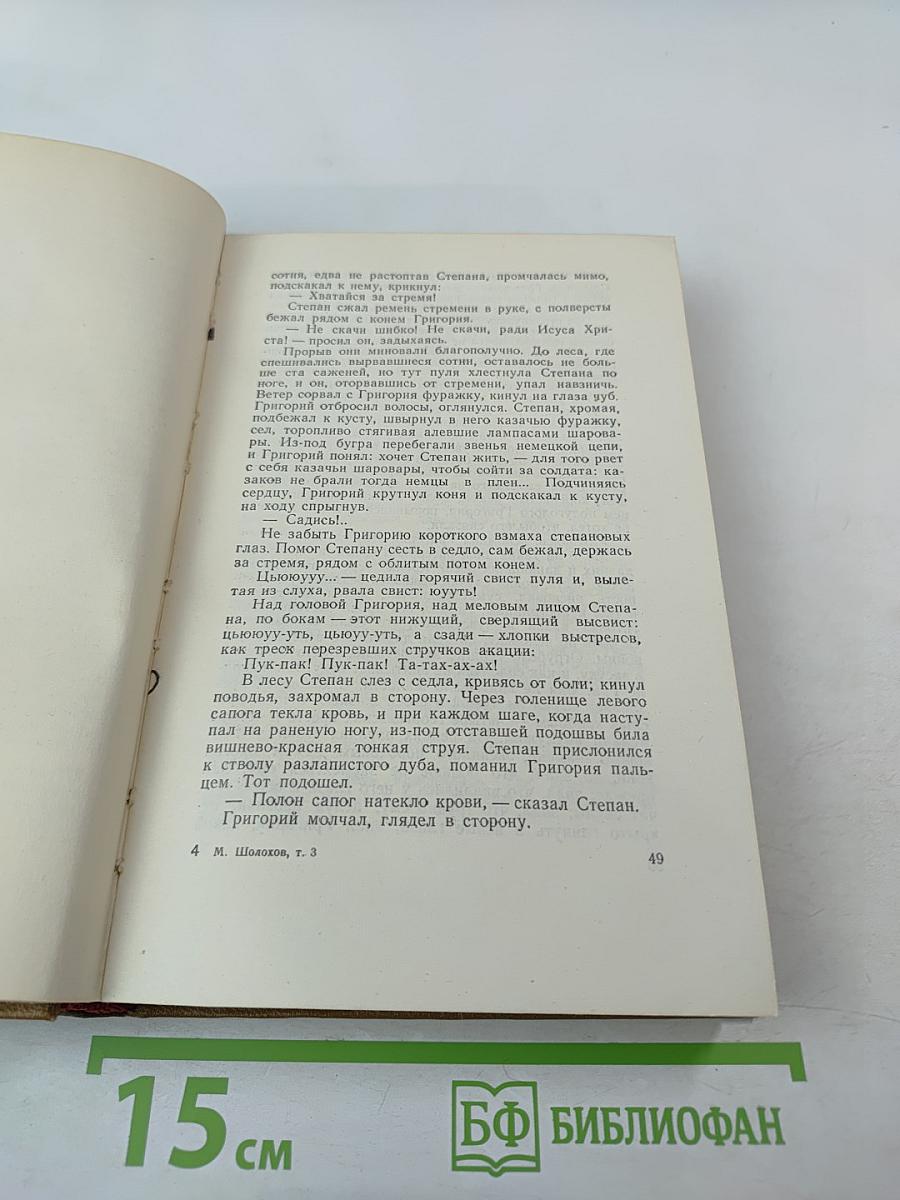 сотня, едва не растоптав Степана, промчалась мимо,
подскакал к нему, крикнул:
— Хватайся за стремя!
Степан сжал ремень стремени в руке, с полверсты
бежал рядом с конем Григория.
— Не скачи шибко! Не скачи, ради Исуса Хри-
ста! — просил он, задыхаясь.
Прорыв они миновали благополучно. До леса, где
спешивались вырвавшиеся сотни, оставалось не боль-
ше ста саженей, но тут пуля хлестнула Степана по
ноге, и он, оторвавшись от стремени, упал навзничь.
Ветер сорвал с Григория фуражку, кинул на глаза чуб.
Григорий отбросил волосы, оглянулся. Степан, хромая,
подбежал к кусту, швырнул в него казачью фуражку,
сел, торопливо стягивая алевшие лампасами шарова-
ры. Из-под бугра перебегали звенья немецкой цепи,
и Григорий понял: хочет Степан жить, — для того рвет
с себя казачьи шаровары, чтобы сойти за солдата: ка-
заков не брали тогда немцы в плен... Подчиняясь
сердцу, Григорий крутнул коня и подскакал к кусту,
на ходу спрыгнув.
— Садись!..
Не забыть Григорию короткого взмаха степановых
глаз. Помог Степану сесть в седло, сам бежал, держась
за стремя, рядом с облитым потом конем.
Цьююууу... — цедила горячий свист пуля и, выле-
тая из слуха, рвала свист: юууть!
Над головой Григория, над меловым лицом Степа-
на, по бокам — этот нижущий, сверлящий высвист:
цьююуу-уть, цьюуу-уть, а сзади — хлопки выстрелов,
как треск перезревших стручков акации:
Пук-пак! Пук-пак! Та-тах-ах-ах!
В лесу Степан слез с седла, кривясь от боли; кинул
поводья, захромал в сторону. Через голенище левого
сапога текла кровь, и при каждом шаге, когда насту-
пал на раненую ногу, из-под отставшей подошвы била
вишнево-красная тонкая струя. Степан прислонился
к стволу разлапистого дуба, поманил Григория паль-
цем. Тот подошел.
— Полон сапог натекло крови, — сказал Степан.
Григорий молчал, глядел в сторону.
4 М. Шолохов, т. 3
49
15 см
БФ БИБЛИОФАН